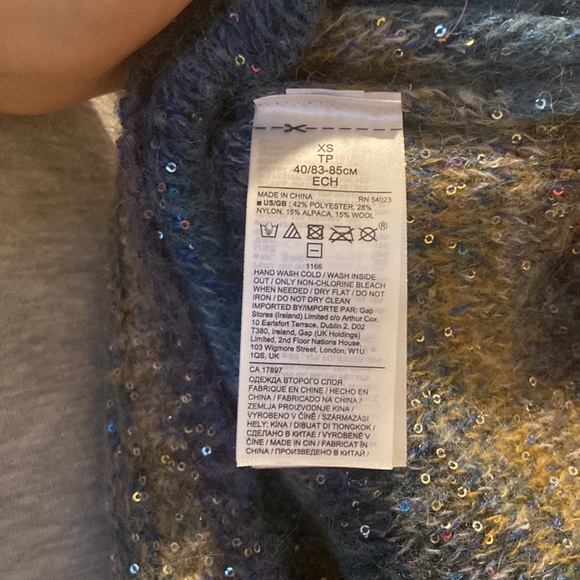 XS
TP
40/83-85см
ECH
MADE IN CHINA RN 54023
■ US/GB : 42% POLYESTER, 28%
NYLON, 15% ALPACA, 15% WOOL
®
1166
HAND WASH COLD / WASH INSIDE
OUT / ONLY NON-CHLORINE BLEACH
WHEN NEEDED / DRY FLAT / DO NOT
IRON / DO NOT DRY CLEAN
IMPORTED BY/IMPORTE PAR: Gap
Stores (Ireland) Limited c/o Arthur Cox.
10 Earlsfort Terrace, Dublin 2, D02
T380, Ireland, Gap (UK Holdings)
Limited, 2nd Floor Nations House,
103 Wigmore Street, London, W1U
1QS, UK
CA 17897
ОДЕЖДА ВТОРОГО СЛОЯ
FABRIQUE EN CHINE / HECHO EN
CHINA / FABRICADO NA CHINA /
ZEMLJA PROIZVODNJE KINA /
VYROBENO V ČÍNĚ / SZÁRMAZÁSI
HELY: KÍNA / DIBUAT DI TIONGKOK /
СДЕЛАНО В КИТАЕ / VYROBENÉ V
ČÍNE / MADE IN CIN / FABRICAT ÎN
CHINA / ПРОИЗВЕДЕНО В КИТАЙ /